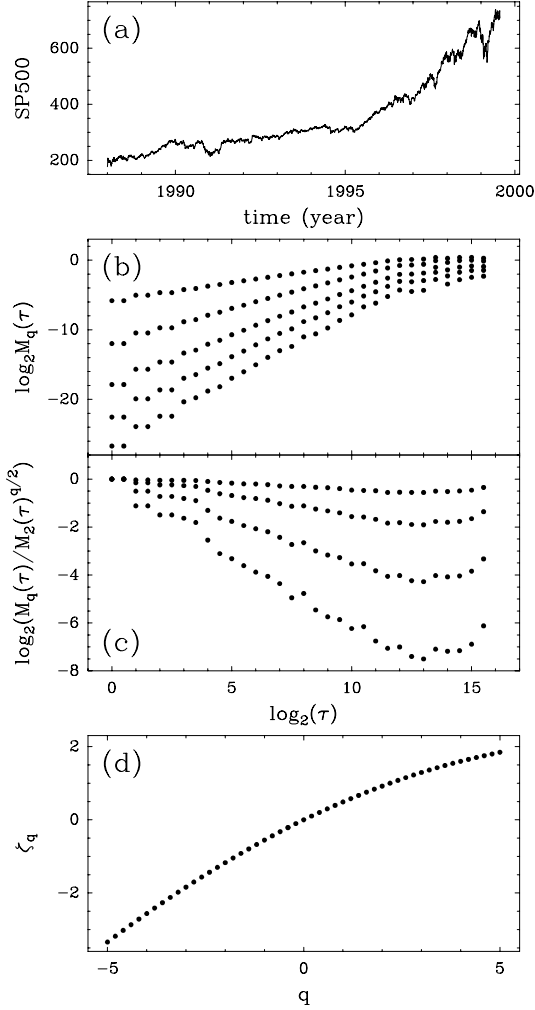 (a)
SP500
600
400
200
1990
1995
2000
time (year)
(b)
log₂M_q(τ)
0
−10
−20
(c)
log₂(M_q(τ)/M₂(τ)^{q/2})
0
−2
−4
−6
−8
0
5
10
15
log₂(τ)
(d)
ζ_q
2
0
−2
−5
0
5
q